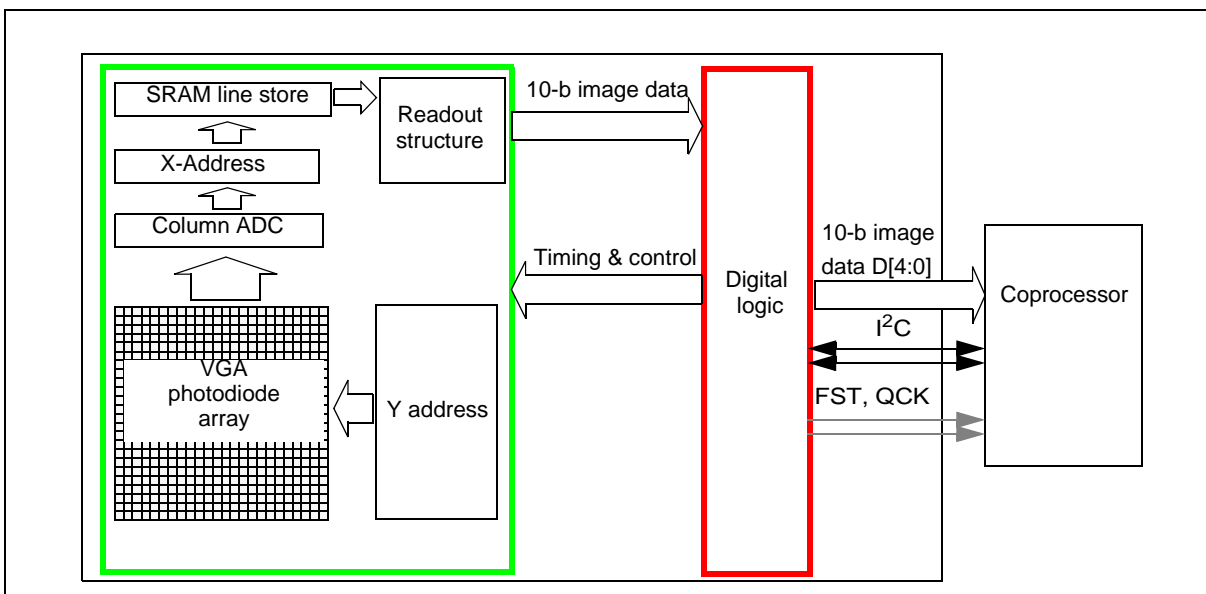 SRAM line store
Readout
structure
10-b image data
X-Address
Column ADC
Timing & control
Digital
logic
10-b image
data D[4:0]
Coprocessor
I²C
FST, QCK
VGA
photodiode
array
Y address